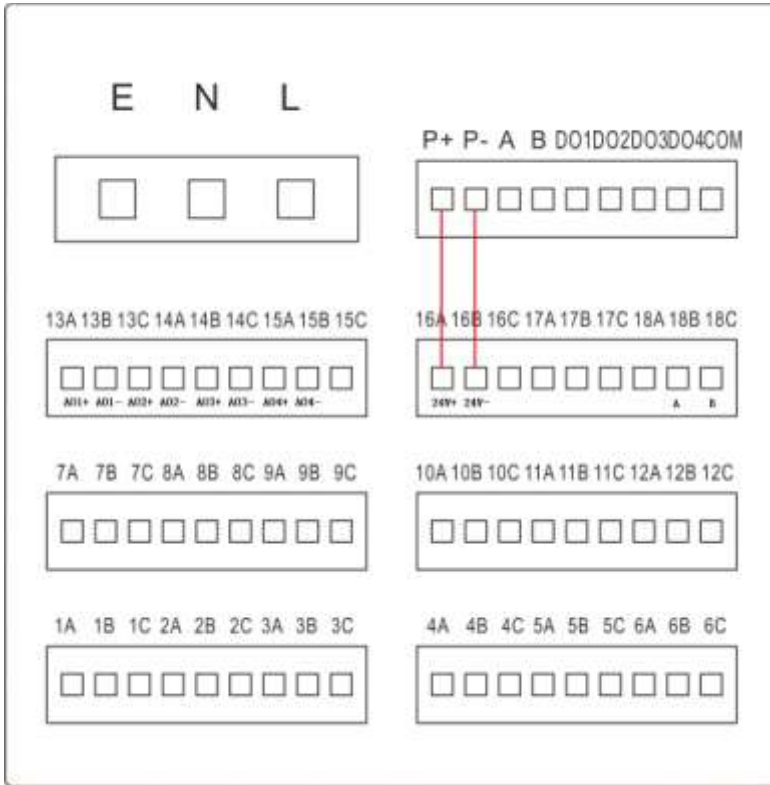 E N L
P+ P- A B DO1DO2DO3DO4COM
13A 13B 13C 14A 14B 14C 15A 15B 15C
16A 16B 16C 17A 17B 17C 18A 18B 18C
AO1+ AO1- AO2+ AO2- AO3+ AO3- AO4+ AO4-
24V+ 24V- A B
7A 7B 7C 8A 8B 8C 9A 9B 9C
10A 10B 10C 11A 11B 11C 12A 12B 12C
1A 1B 1C 2A 2B 2C 3A 3B 3C
4A 4B 4C 5A 5B 5C 6A 6B 6C